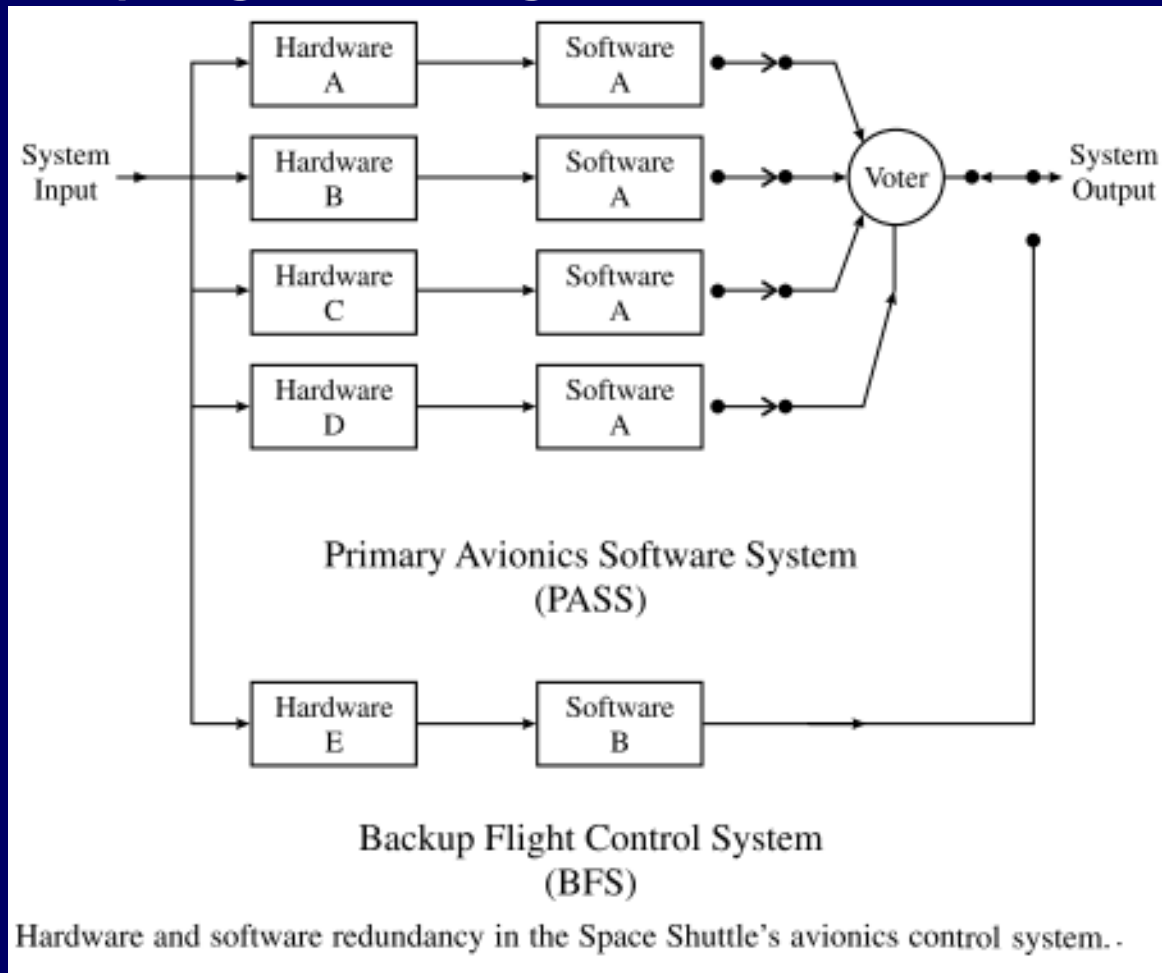 System
Input
Hardware
A
Software
A
Hardware
B
Software
A
Voter
System
Output
Hardware
C
Software
A
Hardware
D
Software
A
Primary Avionics Software System
(PASS)
Hardware
E
Software
B
Backup Flight Control System
(BFS)
Hardware and software redundancy in the Space Shuttle's avionics control system.